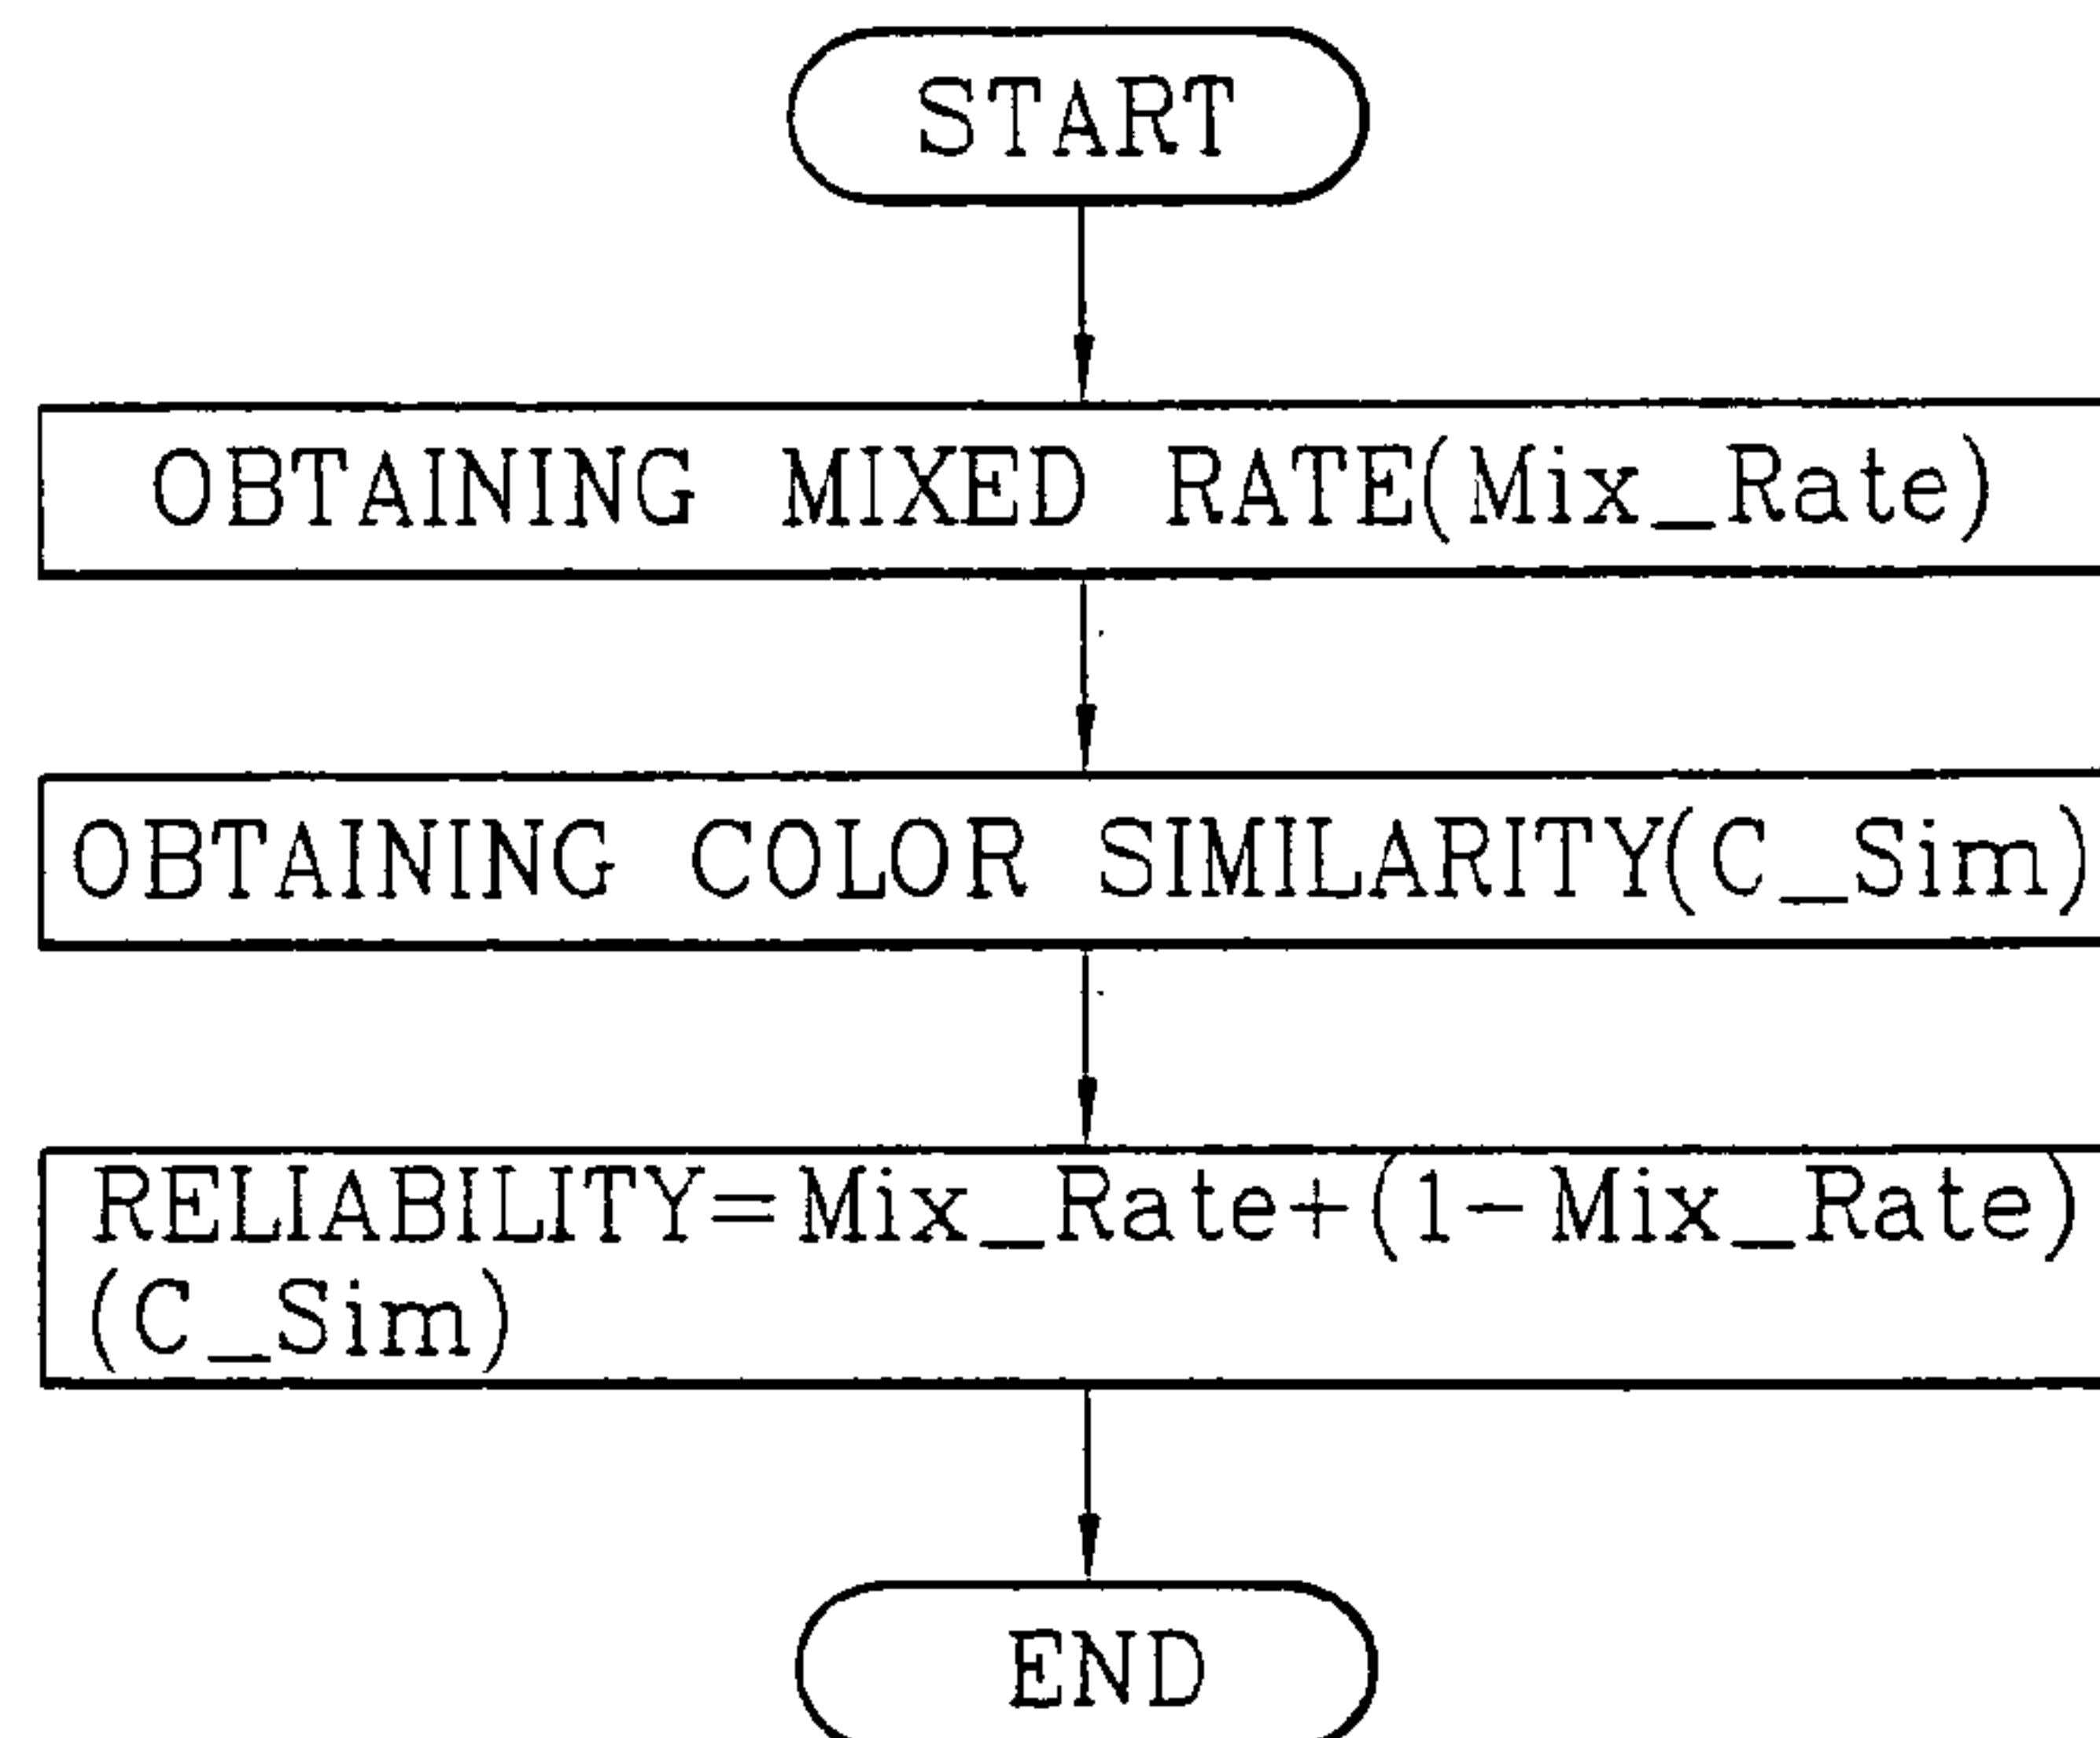 START
OBTAINING MIXED RATE(Mix_Rate)
OBTAINING COLOR SIMILARITY(C_Sim)
RELIABILITY=Mix_Rate+(1-Mix_Rate)
(C_Sim)
END